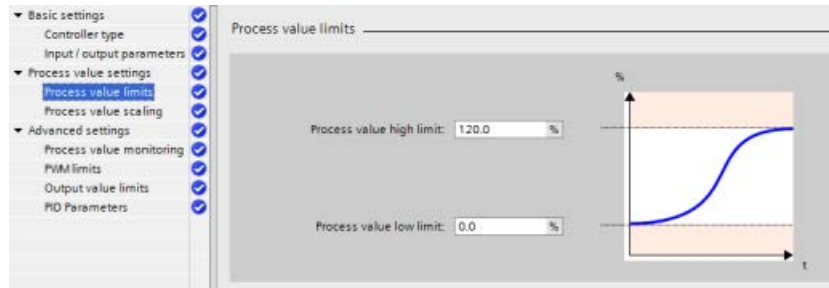 Basic settings
Controller type
Input / output parameters
Process value settings
Process value limits
Process value scaling
Advanced settings
Process value monitoring
PWM limits
Output value limits
PID Parameters
Process value limits
%
Process value high limit: 120.0 %
Process value low limit: 0.0 %
t